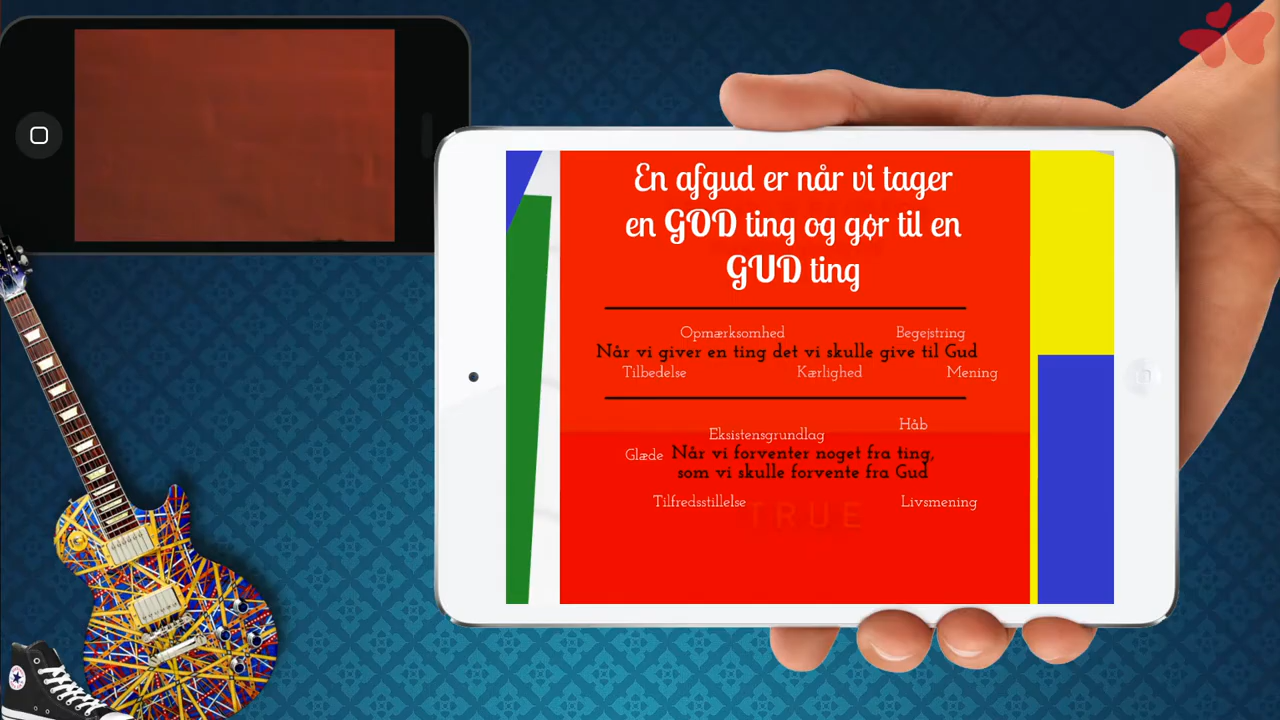 En afgud er når vi tager
en GOD ting og gør til en
GUD ting
Opmærksomhed Begejstring
Når vi giver en ting det vi skulle give til Gud
Tilbedelse Kærlighed Mening
Håb
Eksistensgrundlag
Glæde Når vi forventer noget fra ting,
som vi skulle forvente fra Gud
Tilfredsstillelse Livsmening
TRUE